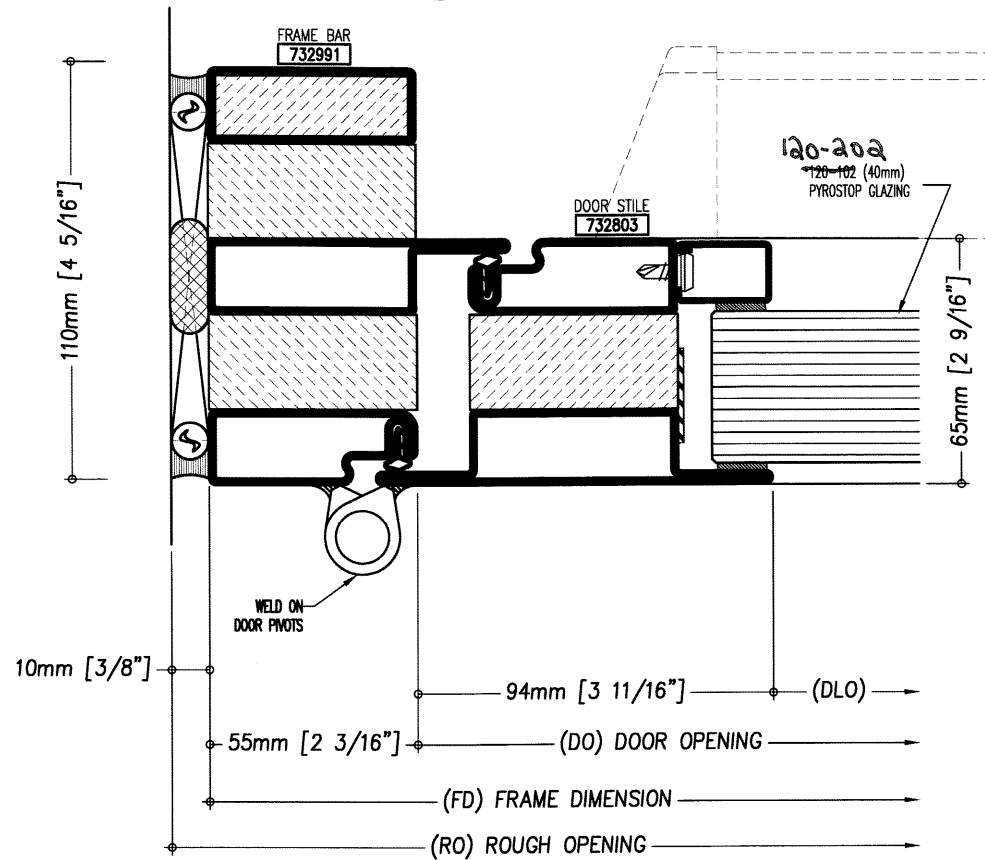 FRAME BAR
732991
120-202
120-102 (40mm)
PYROSTOP GLAZING
DOOR STILE
732803
110mm [4 5/16"]
65mm [2 9/16"]
WELD ON
DOOR PIVOTS
10mm [3/8"]
94mm [3 11/16"]
(DLO)
55mm [2 3/16"]
(DO) DOOR OPENING
(FD) FRAME DIMENSION
(RO) ROUGH OPENING